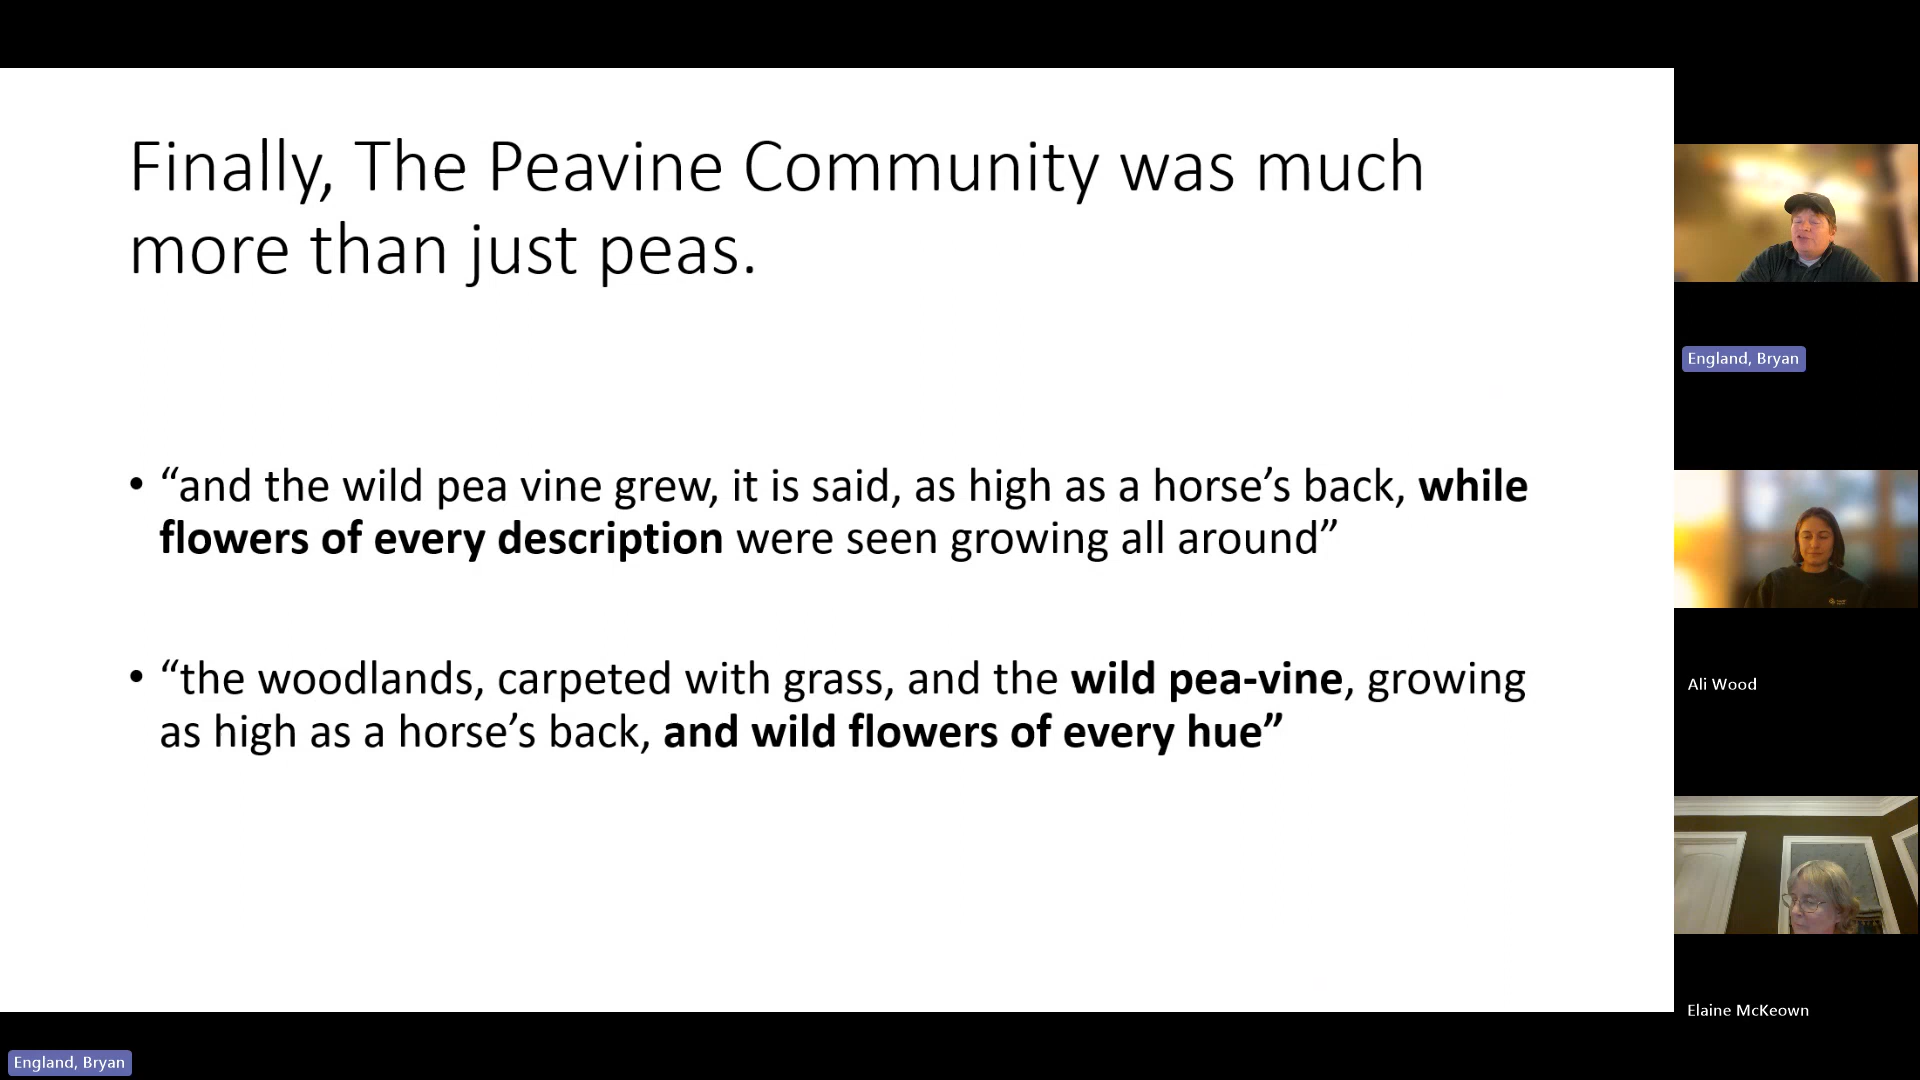 Finally, The Peavine Community was much
more than just peas.
• “and the wild pea vine grew, it is said, as high as a horse’s back, while
flowers of every description were seen growing all around”
• “the woodlands, carpeted with grass, and the wild pea-vine, growing
as high as a horse’s back, and wild flowers of every hue”
England, Bryan
Ali Wood
Elaine McKeown
England, Bryan